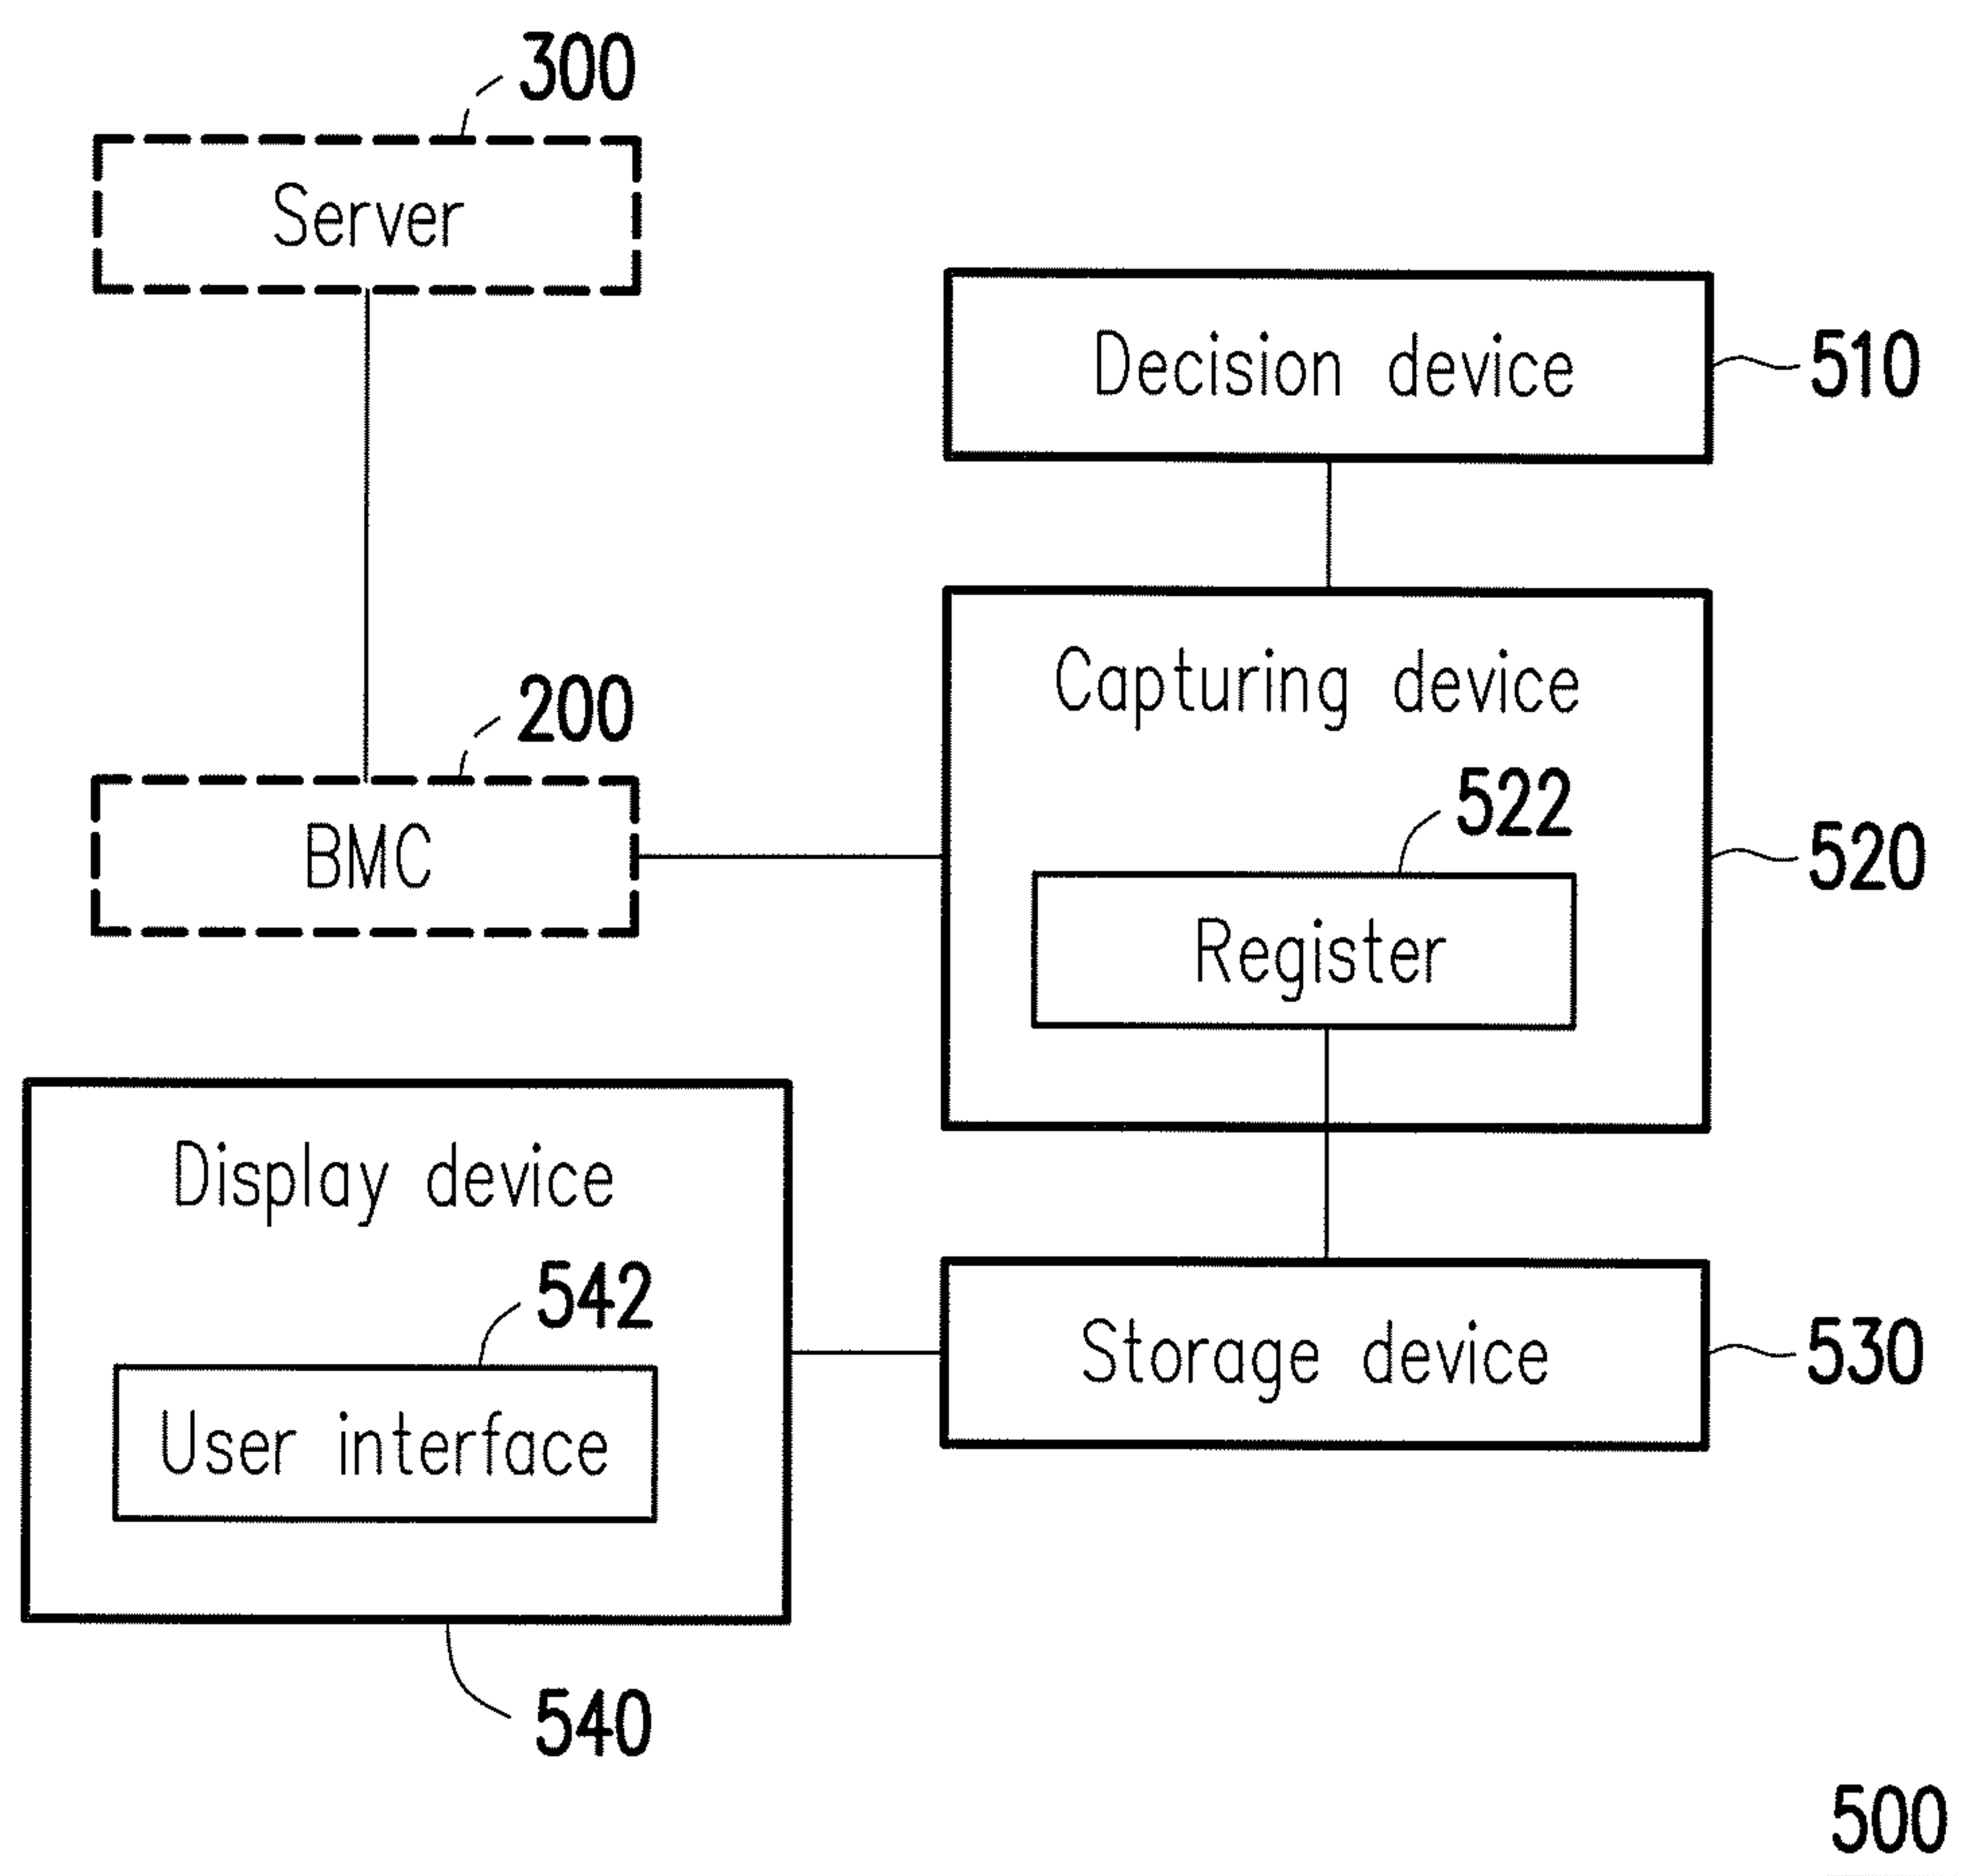 300
Server
Decision device
510
Capturing device
200
BMC
522
Register
520
Display device
542
User interface
Storage device
530
540
500